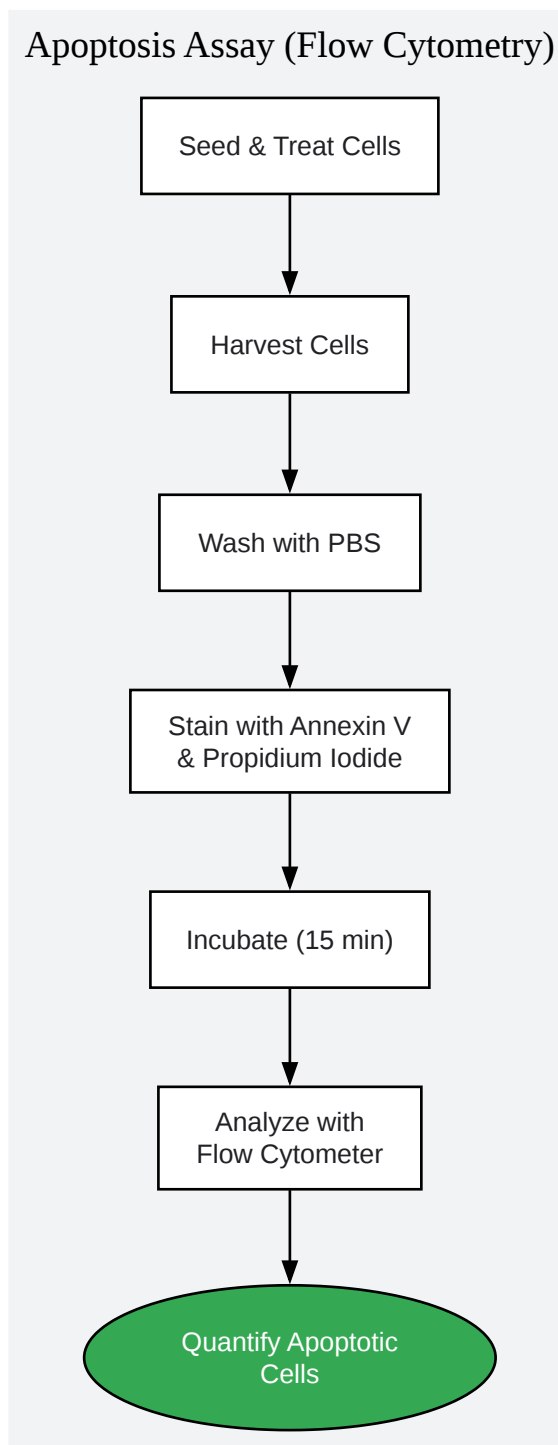 Apoptosis Assay (Flow Cytometry)
Seed & Treat Cells
Harvest Cells
Wash with PBS
Stain with Annexin V
& Propidium Iodide
Incubate (15 min)
Analyze with
Flow Cytometer
Quantify Apoptotic
Cells